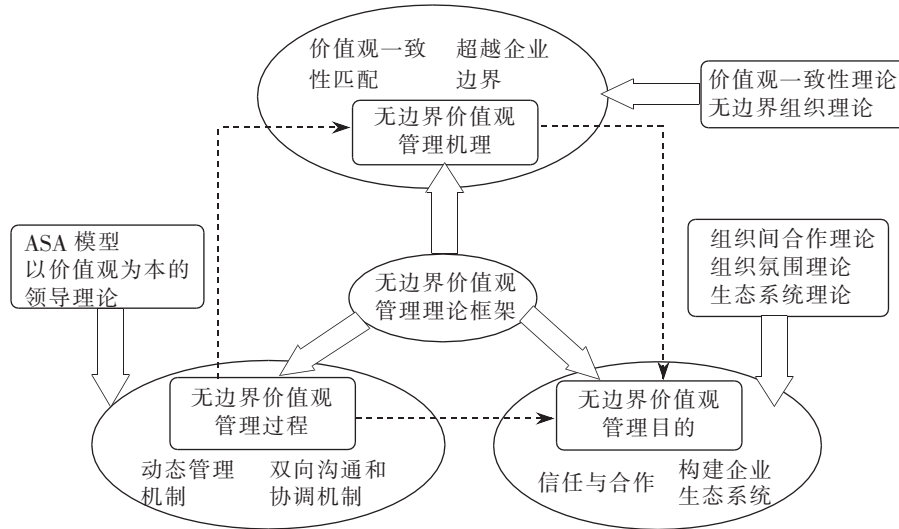 价值观一致
性匹配
超越企业
边界
无边界价值观
管理机理
价值观一致性理论
无边界组织理论
ASA 模型
以价值观为本的
领导理论
无边界价值观
管理理论框架
组织间合作理论
组织氛围理论
生态系统理论
无边界价值观
管理过程
动态管理
机制
双向沟通和
协调机制
无边界价值观
管理目的
信任与合作
构建企业
生态系统